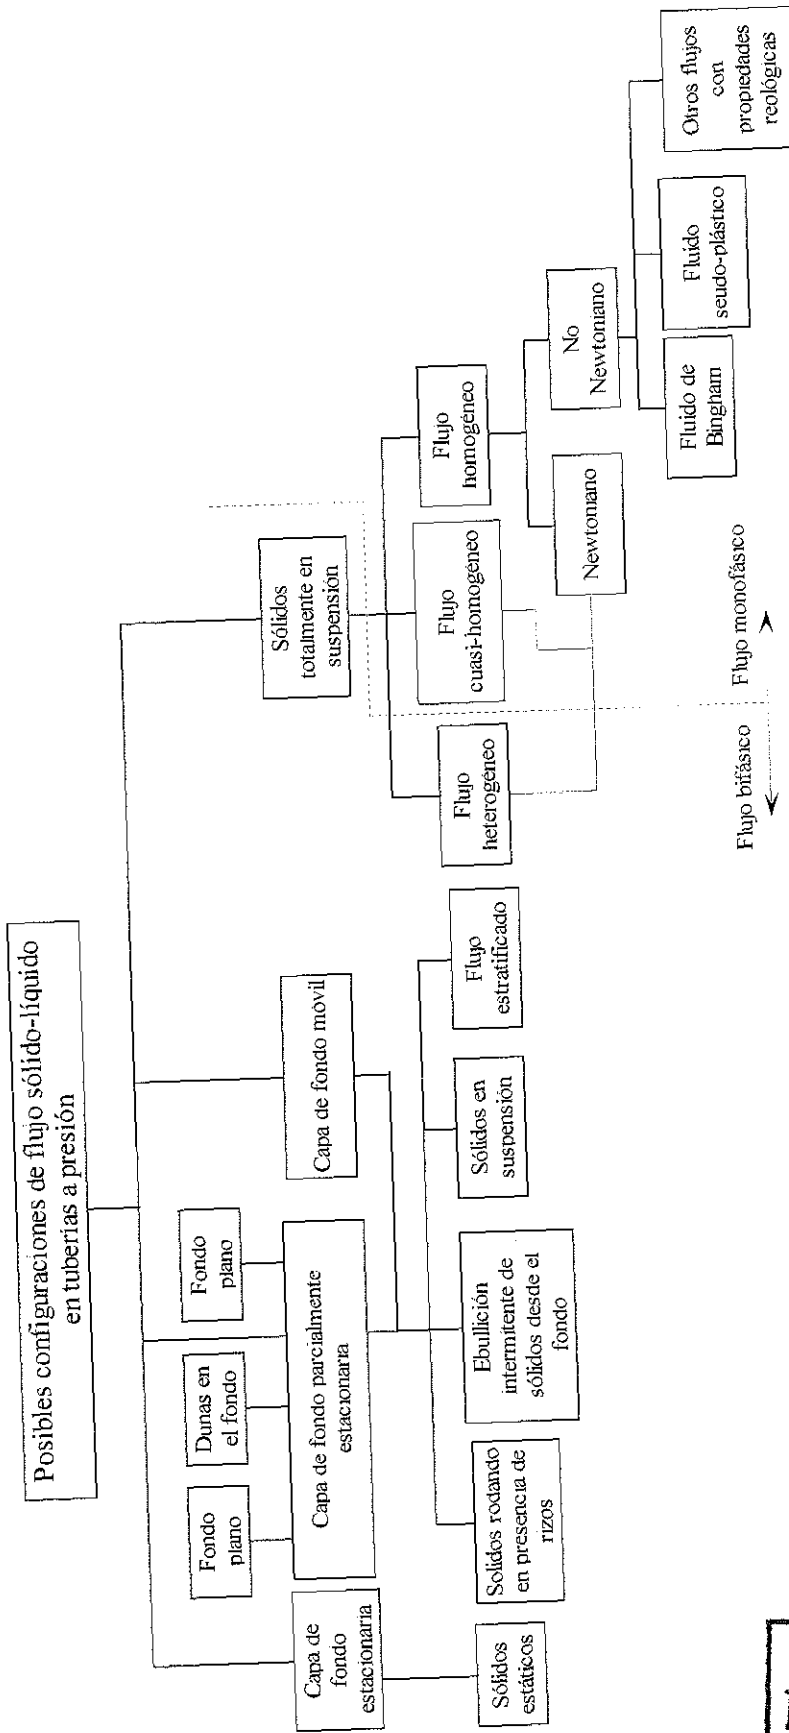 Posibles configuraciones de flujo sólido-líquido
en tuberías a presión
Fondo
plano
Dunas en
el fondo
Fondo
plano
Capa de
fondo
estacionaria
Capa de fondo parcialmente
estacionaria
Capa de fondo móvil
Sólidos
totalmente en
suspensión
Sólidos
estáticos
Solidos rodando
en presencia de
rizos
Ebullición
intermitente de
sólidos desde el
fondo
Sólidos en
suspensión
Flujo
estratificado
Flujo
heterogéneo
Flujo
cuasi-homogéneo
Flujo
homogéneo
Newtoniano
No
Newtoniano
Fluido de
Bingham
Fluido
seudo-plástico
Otros flujos
con
propiedades
reológicas
Flujo bifásico
Flujo monofásico